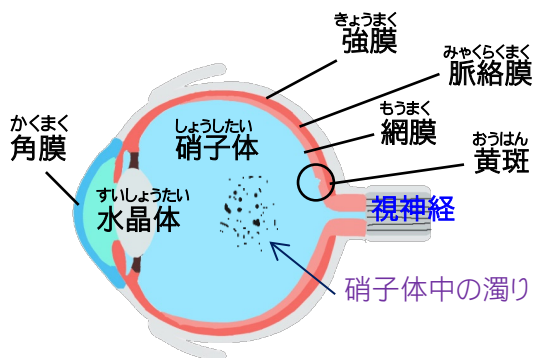 きょうまく
強膜
みゃくらくまく
脈絡膜
もうまく
網膜
おうはん
黄斑
かくまく
角膜
しょうしたい
硝子体
すいしょうたい
水晶体
視神経
硝子体中の濁り